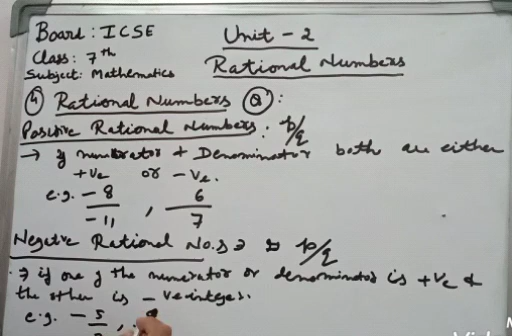 Board: ICSE
Unit - 2
Class: 7th
Subject: Mathematics
Rational Numbers
④ Rational Numbers Ⓠ:
Positive Rational Numbers: p/q
→ if numerator & Denominator both are either
+ve or -ve.
e.g. -8/-11, 6/7
Negative Rational No.s p/q
→ if one of the numerator or denominator is +ve &
the other is -ve integer.
e.g. -5